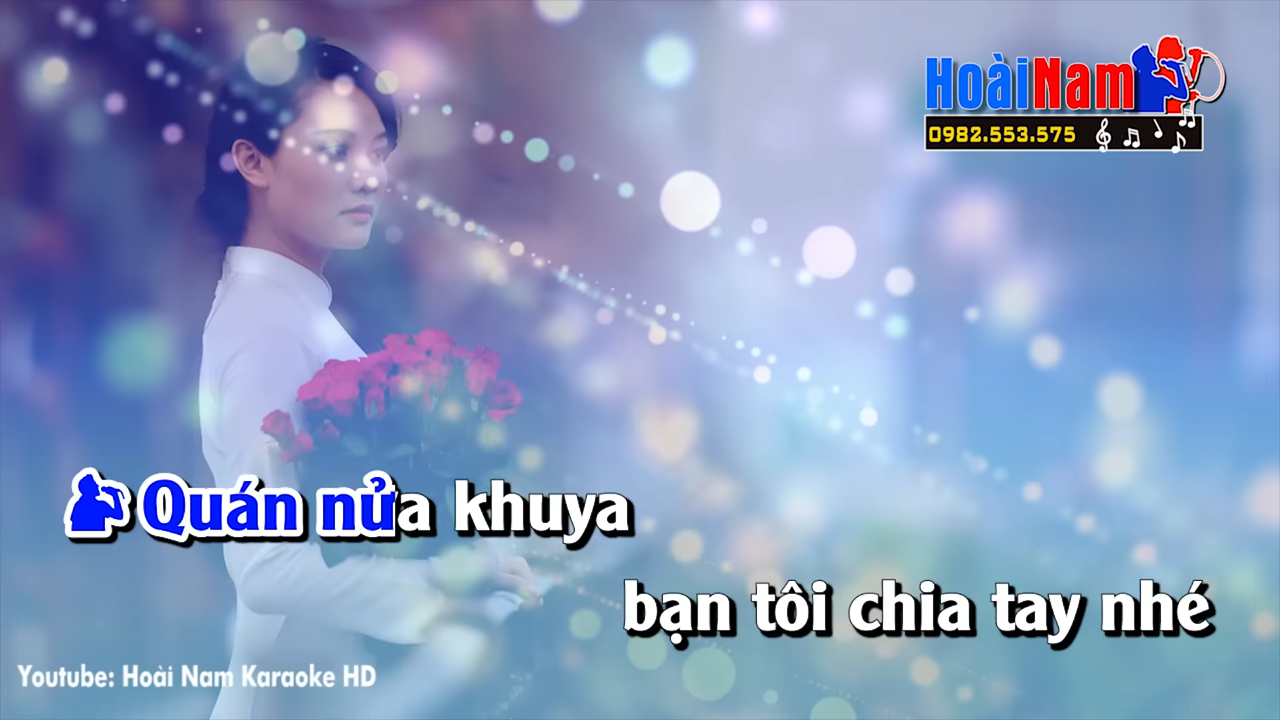 HoàiNam
0982.553.575
Quán nửa khuya
bạn tôi chia tay nhé
Youtube: Hoài Nam Karaoke HD